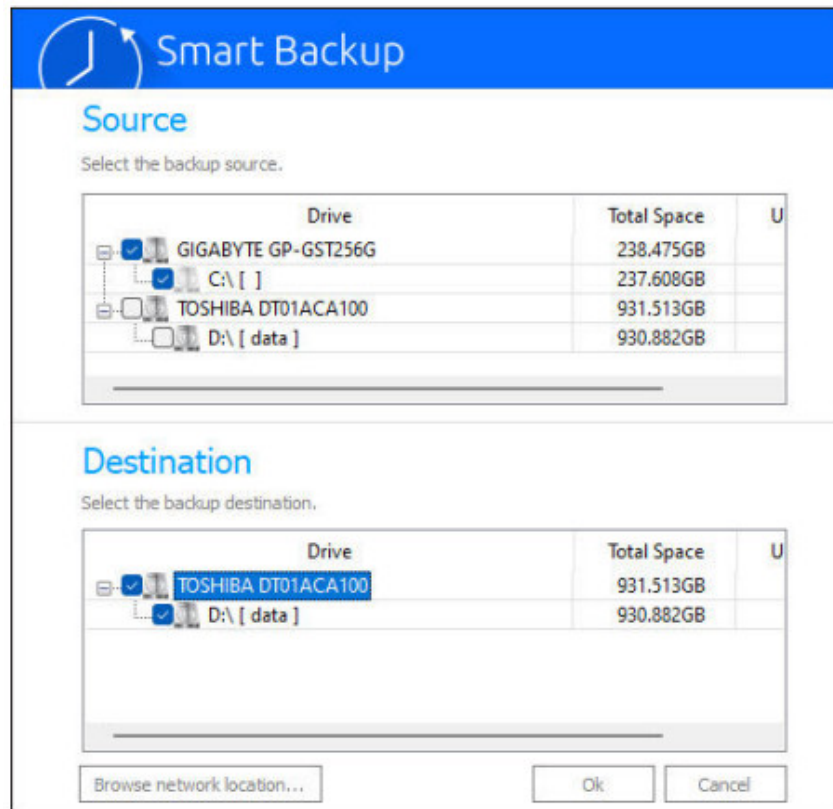 Smart Backup
Source
Select the backup source.
Drive Total Space U
GIGABYTE GP-GST256G 238.475GB
C:\ [ ] 237.608GB
TOSHIBA DT01ACA100 931.513GB
D:\ [ data ] 930.882GB
Destination
Select the backup destination.
Drive Total Space U
TOSHIBA DT01ACA100 931.513GB
D:\ [ data ] 930.882GB
Browse network location... Ok Cancel